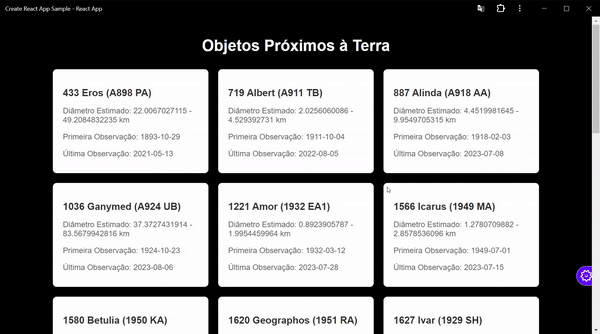 Create React App Sample - React App
Objetos Próximos à Terra
433 Eros (A898 PA)
Diâmetro Estimado: 22.0067027115 -
49.2084832235 km
Primeira Observação: 1893-10-29
Última Observação: 2021-05-13
719 Albert (A911 TB)
Diâmetro Estimado: 2.0256060086 -
4.529392731 km
Primeira Observação: 1911-10-04
Última Observação: 2022-08-05
887 Alinda (A918 AA)
Diâmetro Estimado: 4.4519981645 -
9.9549705315 km
Primeira Observação: 1918-02-03
Última Observação: 2023-07-08
1036 Ganymed (A924 UB)
Diâmetro Estimado: 37.3727431914 -
83.5679942816 km
Primeira Observação: 1924-10-23
Última Observação: 2023-08-06
1221 Amor (1932 EA1)
Diâmetro Estimado: 0.8923905787 -
1.9954459964 km
Primeira Observação: 1932-03-12
Última Observação: 2023-07-28
1566 Icarus (1949 MA)
Diâmetro Estimado: 1.2780709882 -
2.8578536096 km
Primeira Observação: 1949-07-01
Última Observação: 2023-07-15
1580 Betulia (1950 KA)
1620 Geographos (1951 RA)
1627 Ivar (1929 SH)